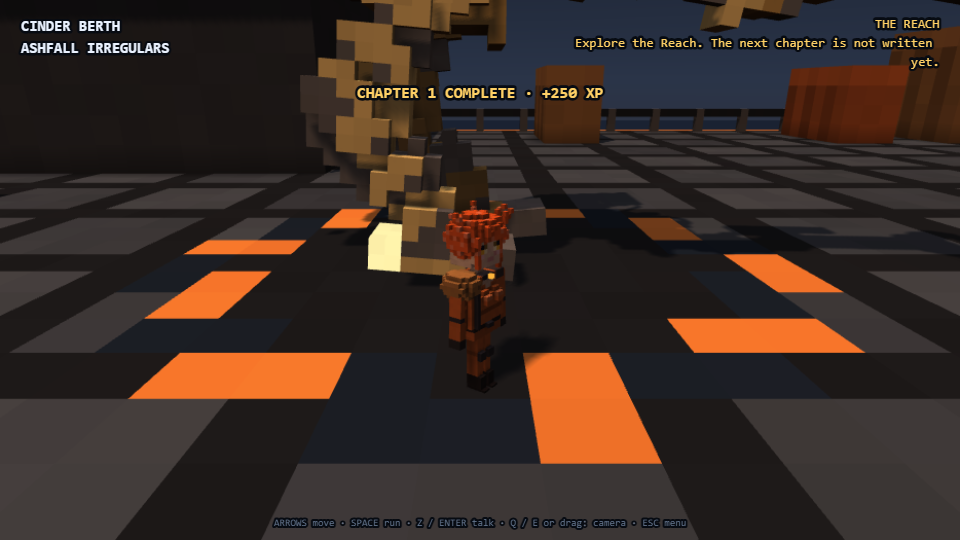 CINDER BERTH
ASHFALL IRREGULARS
THE REACH
Explore the Reach. The next chapter is not written
yet.
CHAPTER 1 COMPLETE · +250 XP
ARROWS move · SPACE run · Z / ENTER talk · Q / E or drag: camera · ESC menu